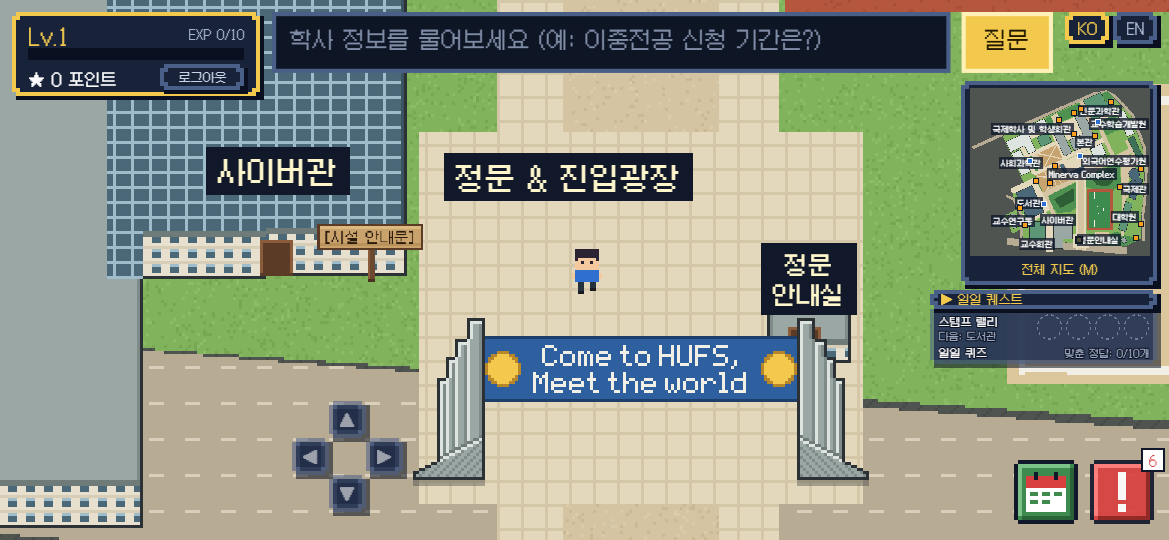 Lv.1
EXP 0/10
★ 0 포인트
로그아웃
학사 정보를 물어보세요 (예: 이중전공 신청 기간은?)
질문
KO
EN
사이버관
정문 & 진입광장
[시설 안내문]
정문
안내실
Come to HUFS,
Meet the world
인문과학관
교수학습개발원
국제학사 및 학생회관
본관
사회과학관
외국어연수평가원
Minerva Complex
국제관
도서관
교수연구동
사이버관
대학원
교수회관
전체 지도 (M)
▶ 일일 퀘스트
스탬프 랠리
다음: 도서관
일일 퀴즈
맞춘 정답: 0/10개
6